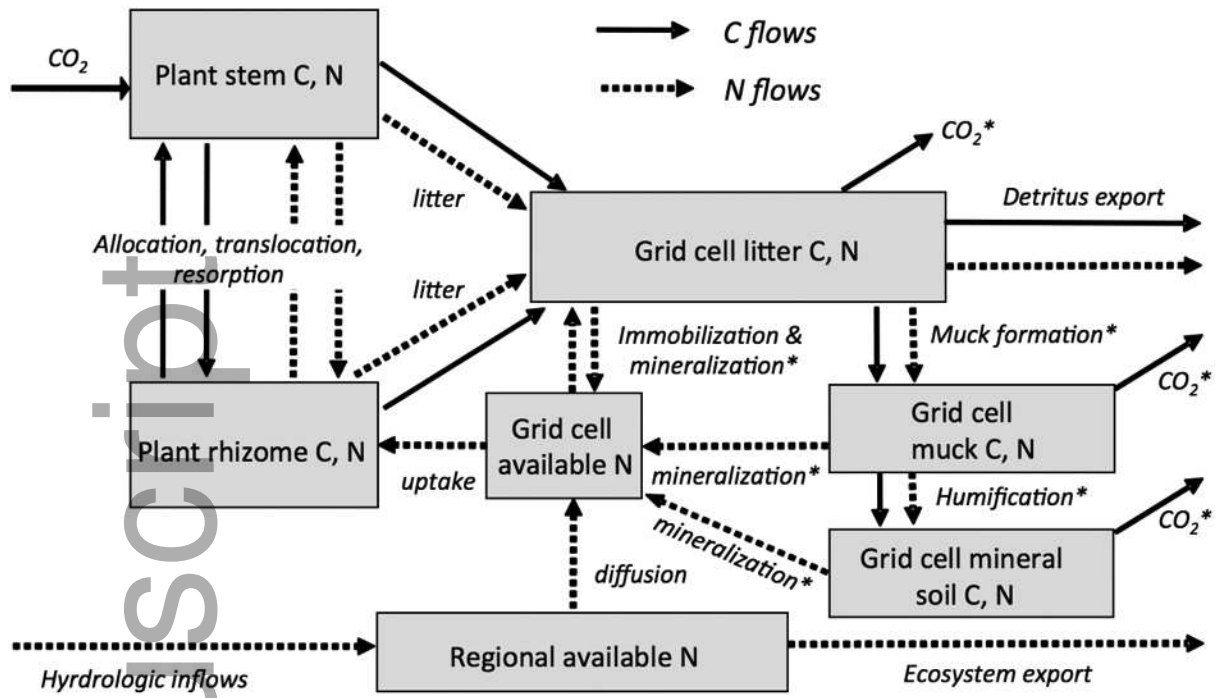 C flows
CO2
Plant stem C, N
N flows
CO2*
litter
Detritus export
Allocation, translocation,
resorption
Grid cell litter C, N
litter
Immobilization &
mineralization*
Muck formation*
CO2*
Plant rhizome C, N
Grid cell
available N
Grid cell
muck C, N
uptake
mineralization*
Humification*
CO2*
mineralization*
Grid cell mineral
soil C, N
diffusion
Regional available N
Hyrdrologic inflows
Ecosystem export
script